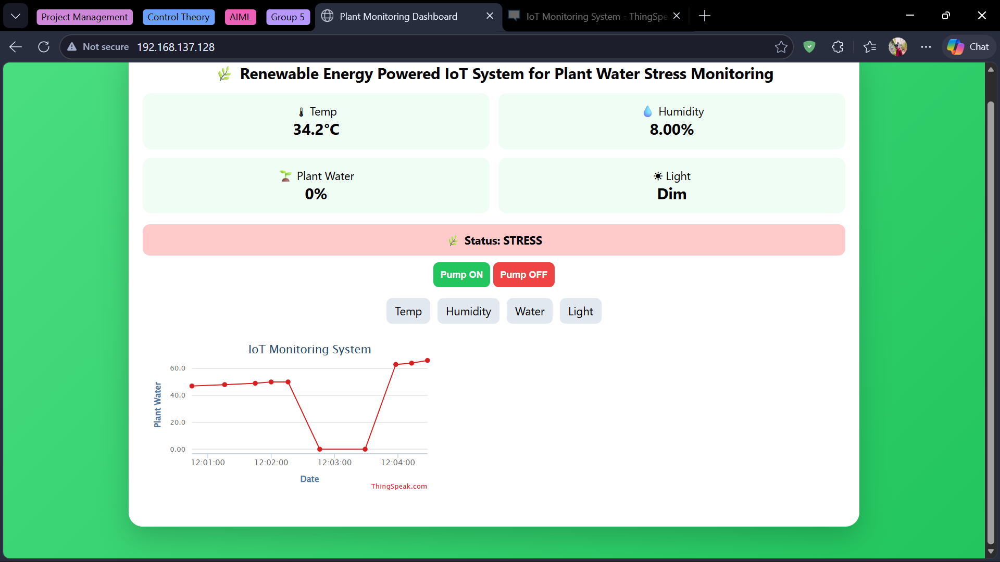 Project Management Control Theory AIML Group 5 Plant Monitoring Dashboard IoT Monitoring System - ThingSpe
Not secure 192.168.137.128 Chat
🌿 Renewable Energy Powered IoT System for Plant Water Stress Monitoring
🌡 Temp
34.2°C
💧 Humidity
8.00%
🌱 Plant Water
0%
☀ Light
Dim
🌿 Status: STRESS
Pump ON Pump OFF
Temp Humidity Water Light
IoT Monitoring System
Plant Water
60.0
40.0
20.0
0.00
12:01:00 12:02:00 12:03:00 12:04:00
Date
ThingSpeak.com